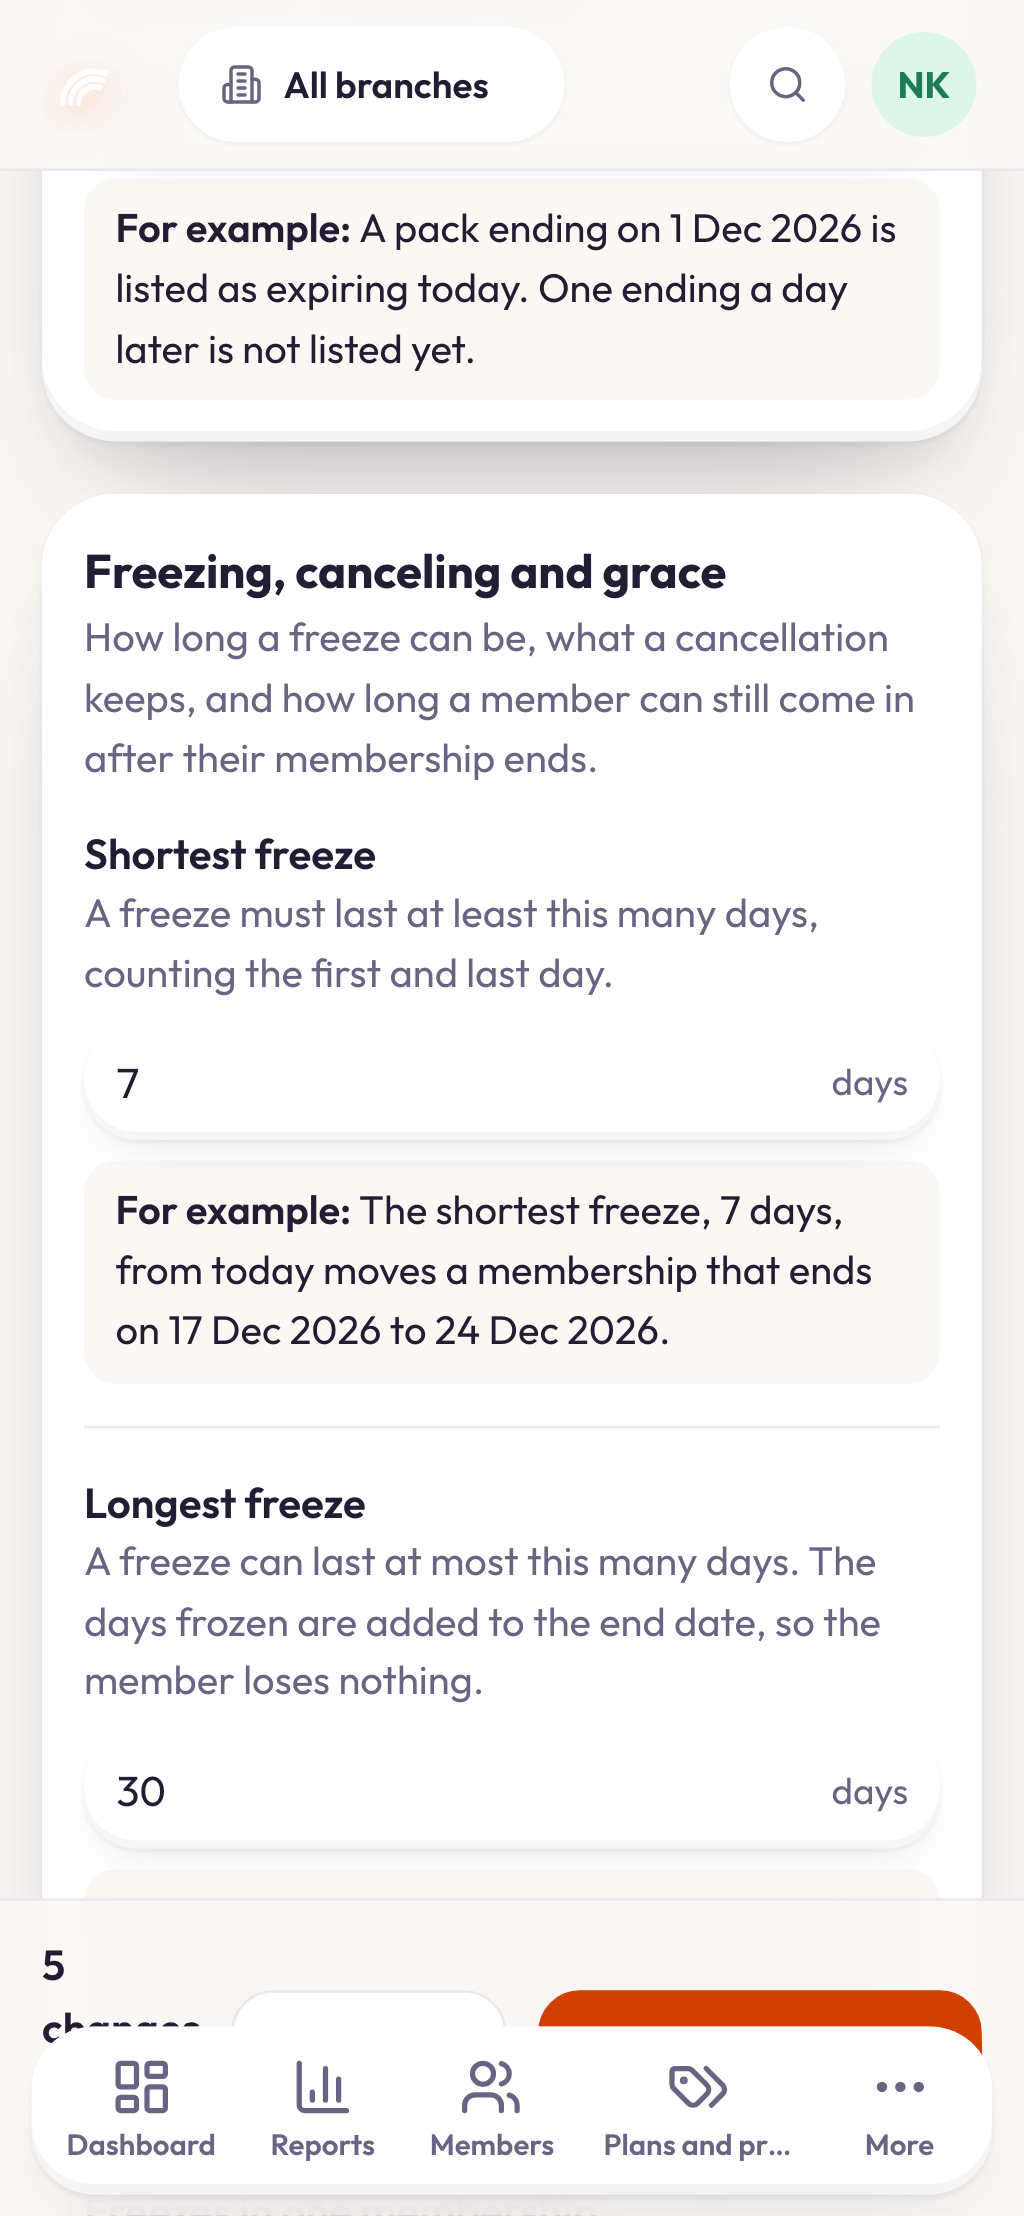 All branches
NK
For example: A pack ending on 1 Dec 2026 is
listed as expiring today. One ending a day
later is not listed yet.
Freezing, canceling and grace
How long a freeze can be, what a cancellation
keeps, and how long a member can still come in
after their membership ends.
Shortest freeze
A freeze must last at least this many days,
counting the first and last day.
7 days
For example: The shortest freeze, 7 days,
from today moves a membership that ends
on 17 Dec 2026 to 24 Dec 2026.
Longest freeze
A freeze can last at most this many days. The
days frozen are added to the end date, so the
member loses nothing.
30 days
5
changes
Dashboard Reports Members Plans and pr... More
Freezes in one membership